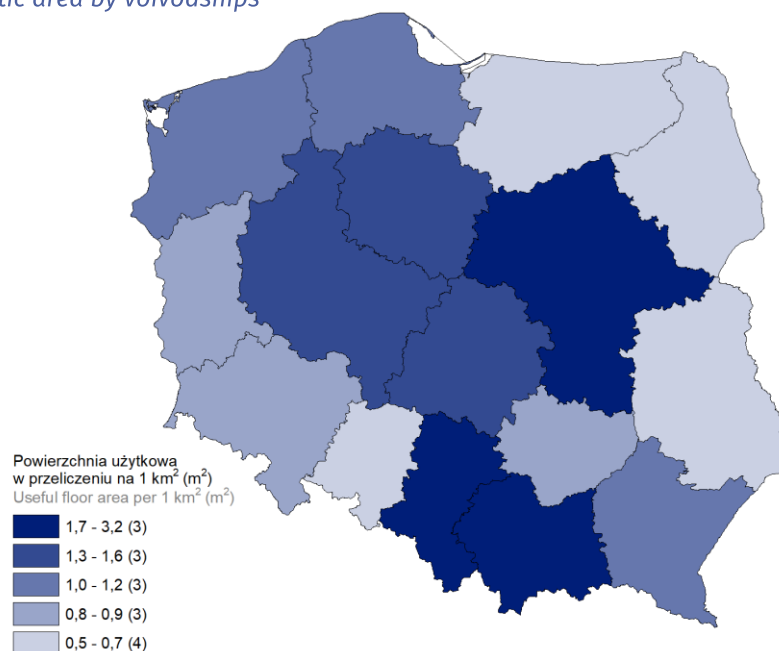 tic area by voivodships
Powierzchnia użytkowa
w przeliczeniu na 1 km² (m²)
Useful floor area per 1 km² (m²)
1,7 - 3,2 (3)
1,3 - 1,6 (3)
1,0 - 1,2 (3)
0,8 - 0,9 (3)
0,5 - 0,7 (4)